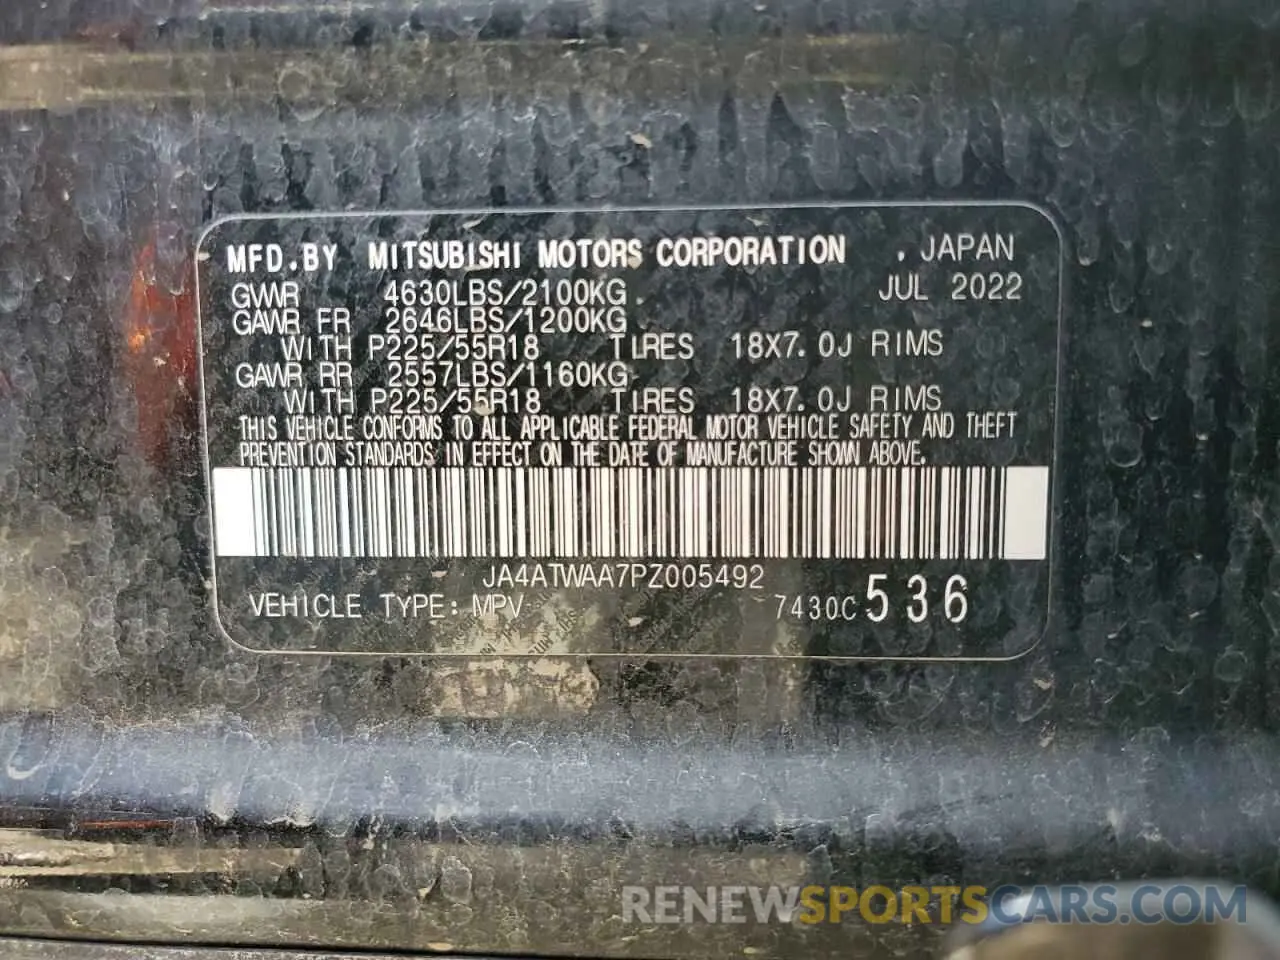 MFD.BY MITSUBISHI MOTORS CORPORATION . JAPAN
GVWR 4630LBS/2100KG. JUL 2022
GAWR FR 2646LBS/1200KG
WITH P225/55R18 TIRES 18X7.0J RIMS
GAWR RR 2557LBS/1160KG
WITH P225/55R18 TIRES 18X7.0J RIMS
THIS VEHICLE CONFORMS TO ALL APPLICABLE FEDERAL MOTOR VEHICLE SAFETY AND THEFT
PREVENTION STANDARDS IN EFFECT ON THE DATE OF MANUFACTURE SHOWN ABOVE.
JA4ATWAA7PZ005492
VEHICLE TYPE: MPV 7430C 536
RENEWSPORTSCARS.COM